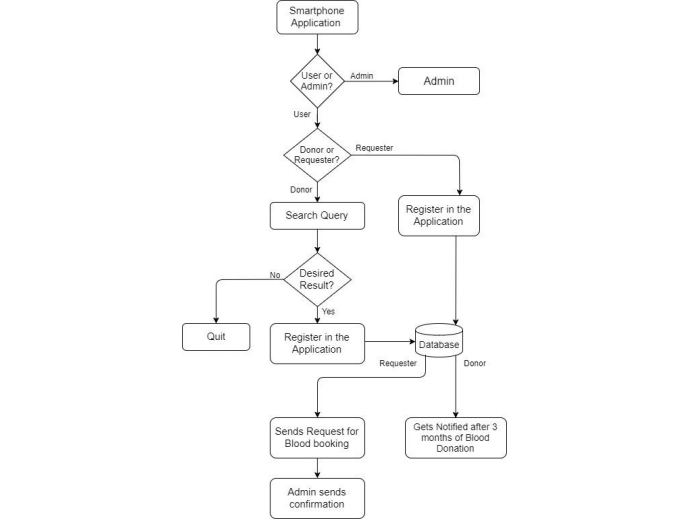 Smartphone
Application
User or
Admin?
Admin
Admin
User
Donor or
Requester?
Requester
Donor
Search Query
Register in the
Application
Desired
Result?
No
Yes
Quit
Register in the
Application
Database
Requester
Donor
Sends Request for
Blood booking
Gets Notified after 3
months of Blood
Donation
Admin sends
confirmation